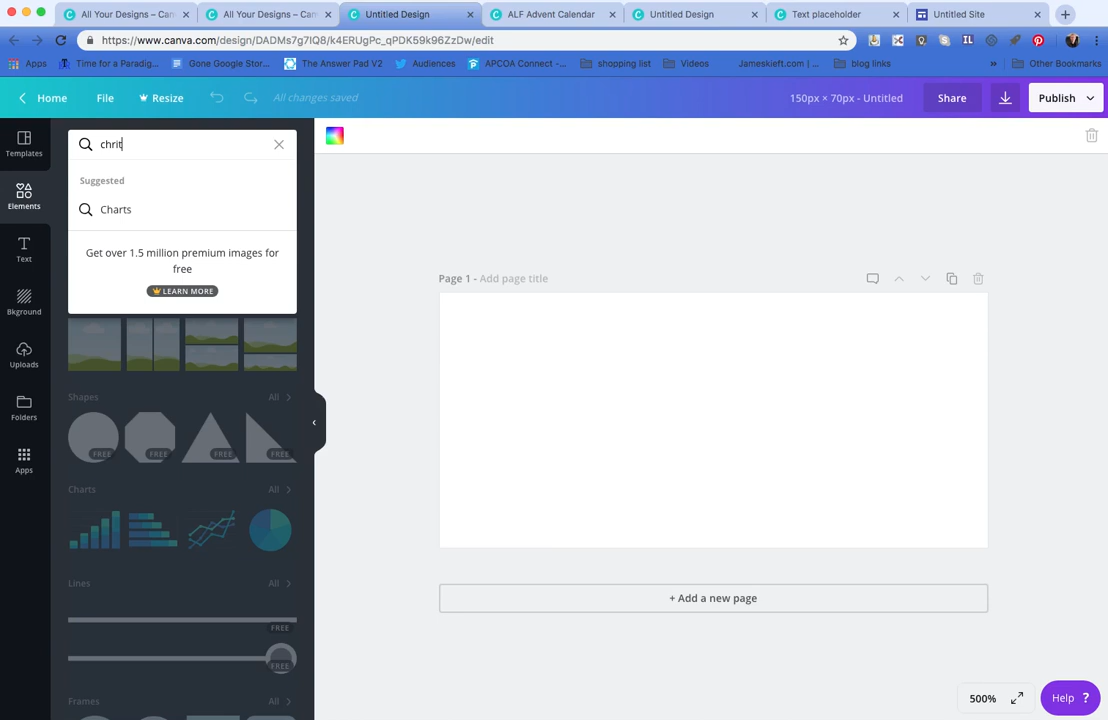 All Your Designs – Can
All Your Designs – Can
Untitled Design
ALF Advent Calendar
Untitled Design
Text placeholder
Untitled Site
https://www.canva.com/design/DADMs7g7IQ8/k4ERUgPc_qPDK59k96ZzDw/edit
Apps
Time for a Paradig...
Gone Google Stor...
The Answer Pad V2
Audiences
APCOA Connect -...
shopping list
Videos
Jameskieft.com | ...
blog links
»
Other Bookmarks
Home
File
Resize
All changes saved
150px × 70px - Untitled
Share
Publish
Templates
Elements
Text
Bkground
Uploads
Folders
Apps
chrit
Suggested
Charts
Get over 1.5 million premium images for
free
LEARN MORE
Shapes
All
FREE
FREE
FREE
FREE
Charts
All
Lines
All
FREE
FREE
Frames
All
Page 1 - Add page title
+ Add a new page
500%
Help ?